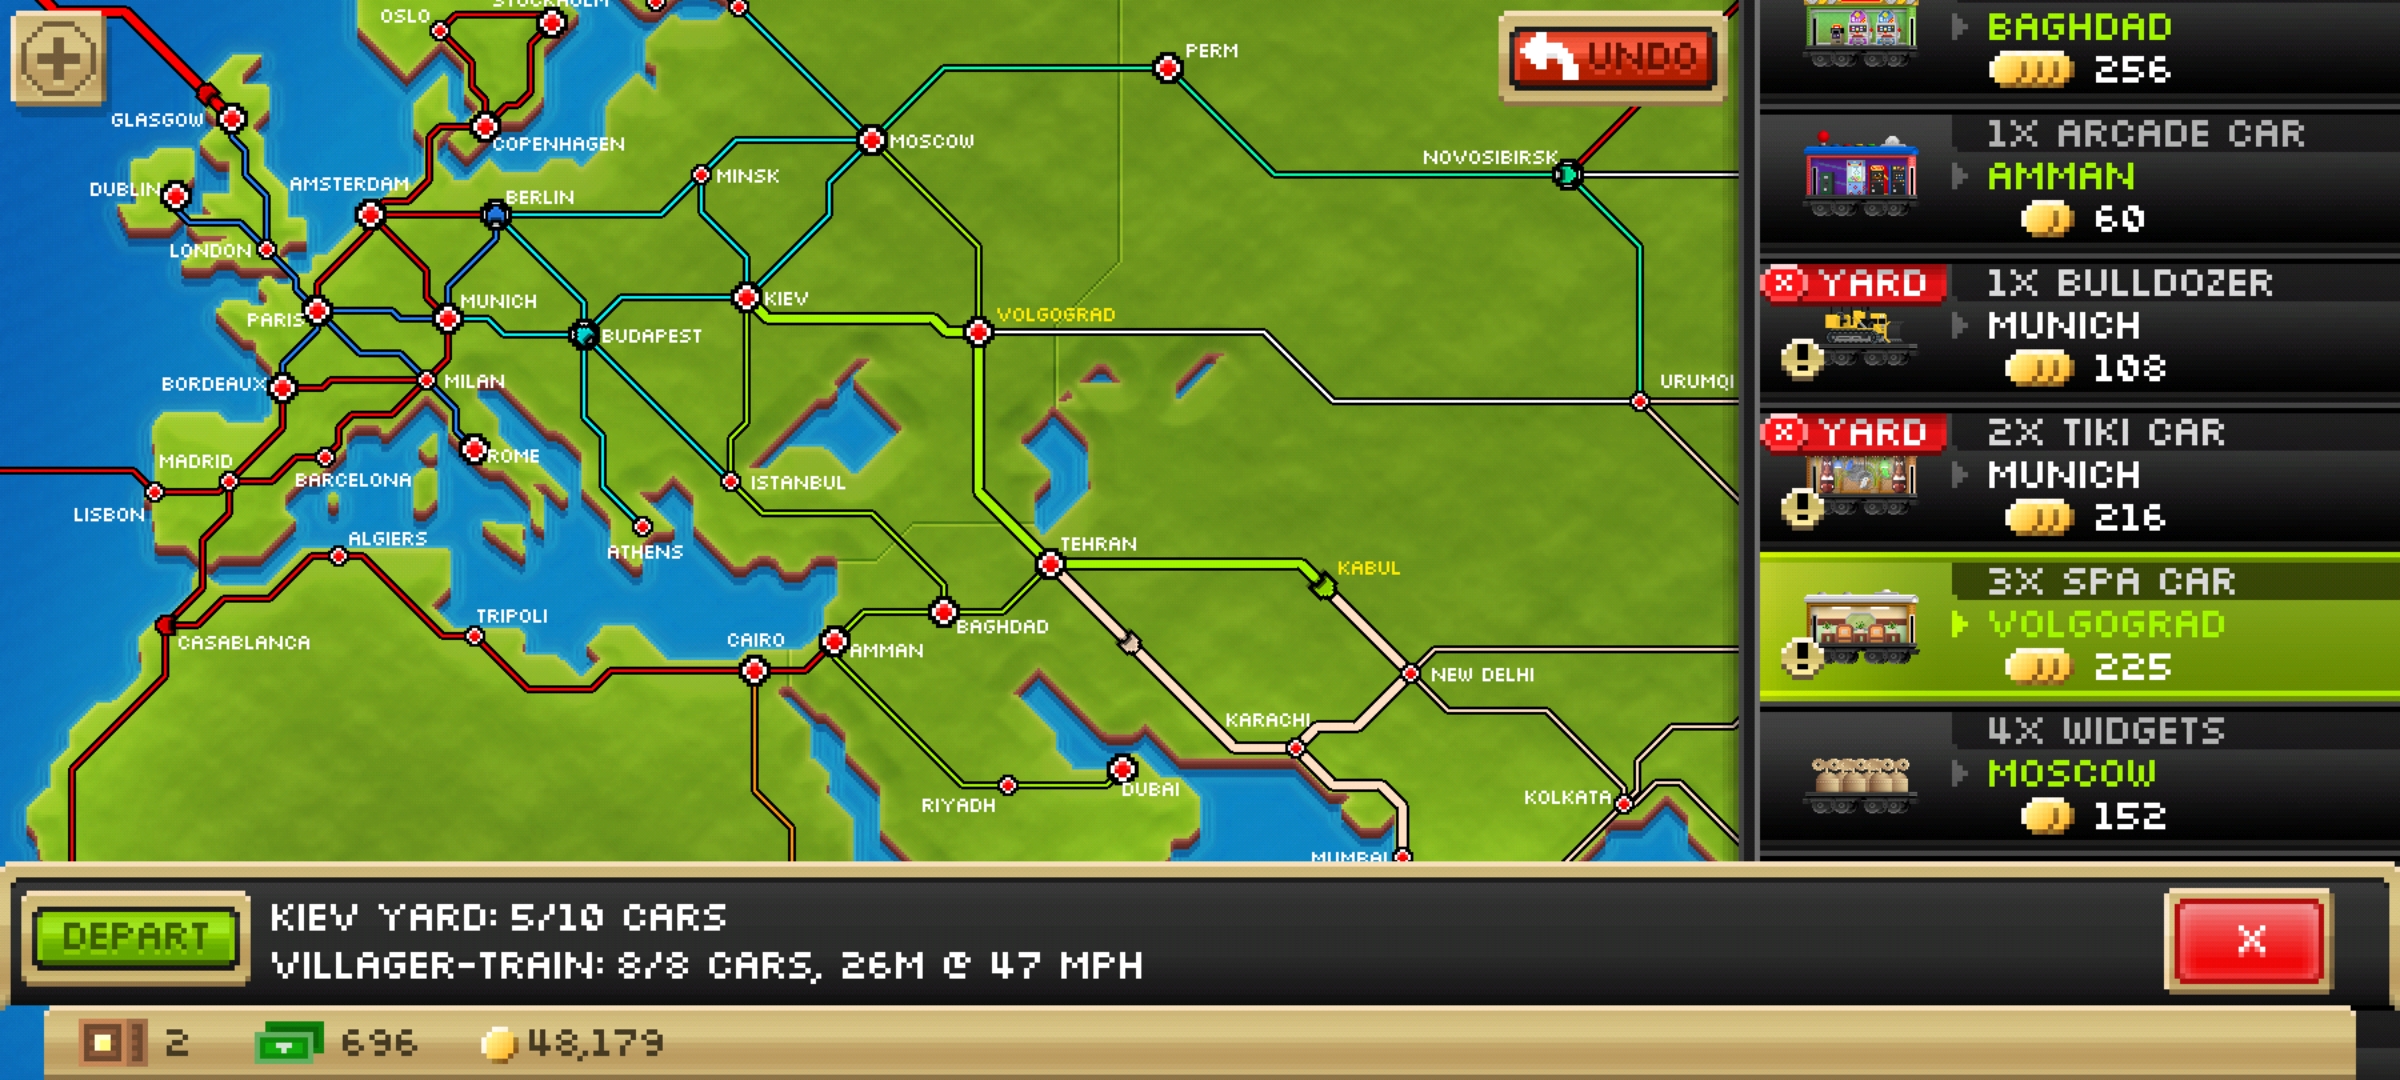 OSLO
STOCKHOLM
PERM
UNDO
GLASGOW
COPENHAGEN
MOSCOW
NOVOSIBIRSK
DUBLIN
AMSTERDAM
BERLIN
MINSK
LONDON
MUNICH
KIEV
PARIS
BUDAPEST
VOLGOGRAD
BORDEAUX
MILAN
URUMQI
MADRID
ROME
BARCELONA
ISTANBUL
LISBON
ALGIERS
ATHENS
TEHRAN
KABUL
TRIPOLI
CASABLANCA
CAIRO
BAGHDAD
AMMAN
NEW DELHI
KARACHI
RIYADH
DUBAI
KOLKATA
MUMBAI
BAGHDAD
256
1X ARCADE CAR
AMMAN
60
YARD
1X BULLDOZER
MUNICH
108
YARD
2X TIKI CAR
MUNICH
216
3X SPA CAR
VOLGOGRAD
225
4X WIDGETS
MOSCOW
152
DEPART
KIEV YARD: 5/10 CARS
VILLAGER-TRAIN: 8/8 CARS, 26M @ 47 MPH
X
2
696
48,179